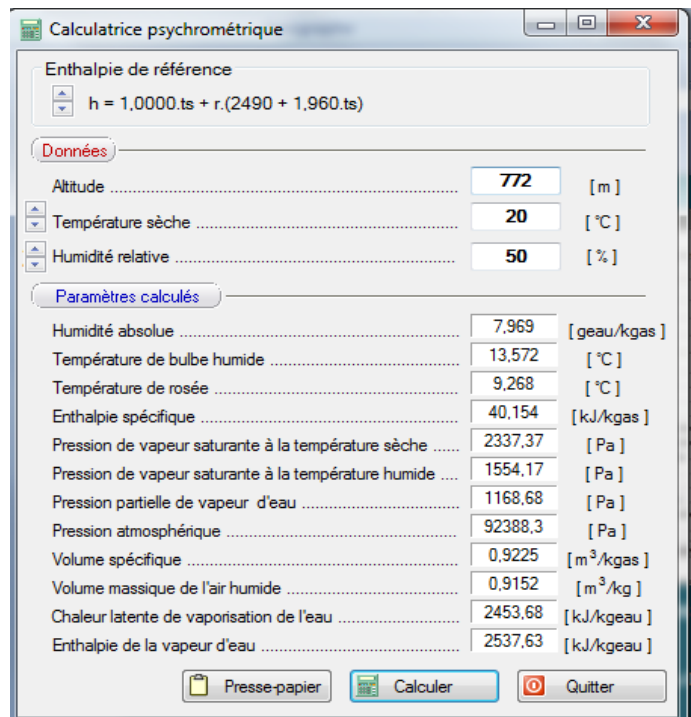 Calculatrice psychrométrique
Enthalpie de référence
h = 1,0000.ts + r.(2490 + 1,960.ts)
Données
Altitude ........ 772 [ m ]
Température sèche ........ 20 [ °C ]
Humidité relative ........ 50 [ % ]
Paramètres calculés
Humidité absolue ........ 7,969 [ geau/kgas ]
Température de bulbe humide ........ 13,572 [ °C ]
Température de rosée ........ 9,268 [ °C ]
Enthalpie spécifique ........ 40,154 [ kJ/kgas ]
Pression de vapeur saturante à la température sèche ...... 2337,37 [ Pa ]
Pression de vapeur saturante à la température humide .... 1554,17 [ Pa ]
Pression partielle de vapeur d'eau ........ 1168,68 [ Pa ]
Pression atmosphérique ........ 92388,3 [ Pa ]
Volume spécifique ........ 0,9225 [ m³/kgas ]
Volume massique de l'air humide ........ 0,9152 [ m³/kg ]
Chaleur latente de vaporisation de l'eau ........ 2453,68 [ kJ/kgeau ]
Enthalpie de la vapeur d'eau ........ 2537,63 [ kJ/kgeau ]
Presse-papier Calculer Quitter